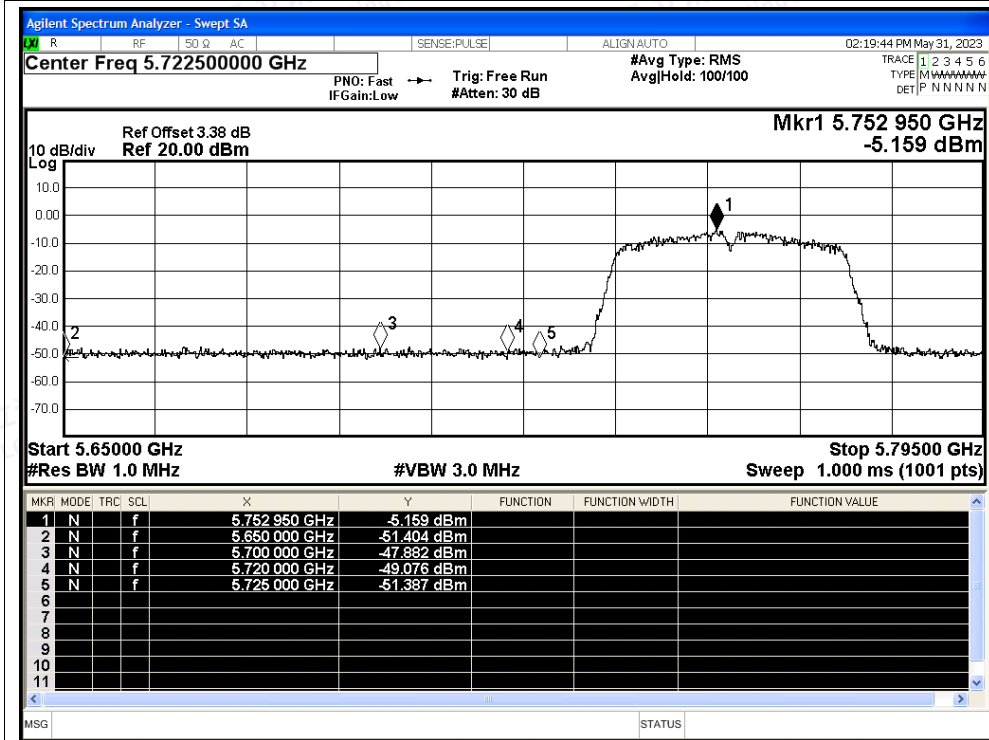 Agilent Spectrum Analyzer - Swept SA
LXI R RF 50 Ω AC SENSE:PULSE ALIGN AUTO 02:19:44 PM May 31, 2023
Center Freq 5.722500000 GHz #Avg Type: RMS TRACE 1 2 3 4 5 6
PNO: Fast Trig: Free Run Avg|Hold: 100/100 TYPE M
IFGain:Low #Atten: 30 dB DET P N N N N N
Mkr1 5.752 950 GHz
-5.159 dBm
Ref Offset 3.38 dB
10 dB/div Ref 20.00 dBm
Log
10.0
0.00
-10.0
-20.0
-30.0
-40.0
-50.0
-60.0
-70.0
1
2 3 4 5
Start 5.65000 GHz Stop 5.79500 GHz
#Res BW 1.0 MHz #VBW 3.0 MHz Sweep 1.000 ms (1001 pts)
MKR MODE TRC SCL X Y FUNCTION FUNCTION WIDTH FUNCTION VALUE
1 N f 5.752 950 GHz -5.159 dBm
2 N f 5.650 000 GHz -51.404 dBm
3 N f 5.700 000 GHz -47.882 dBm
4 N f 5.720 000 GHz -49.076 dBm
5 N f 5.725 000 GHz -51.387 dBm
6
7
8
9
10
11
MSG STATUS